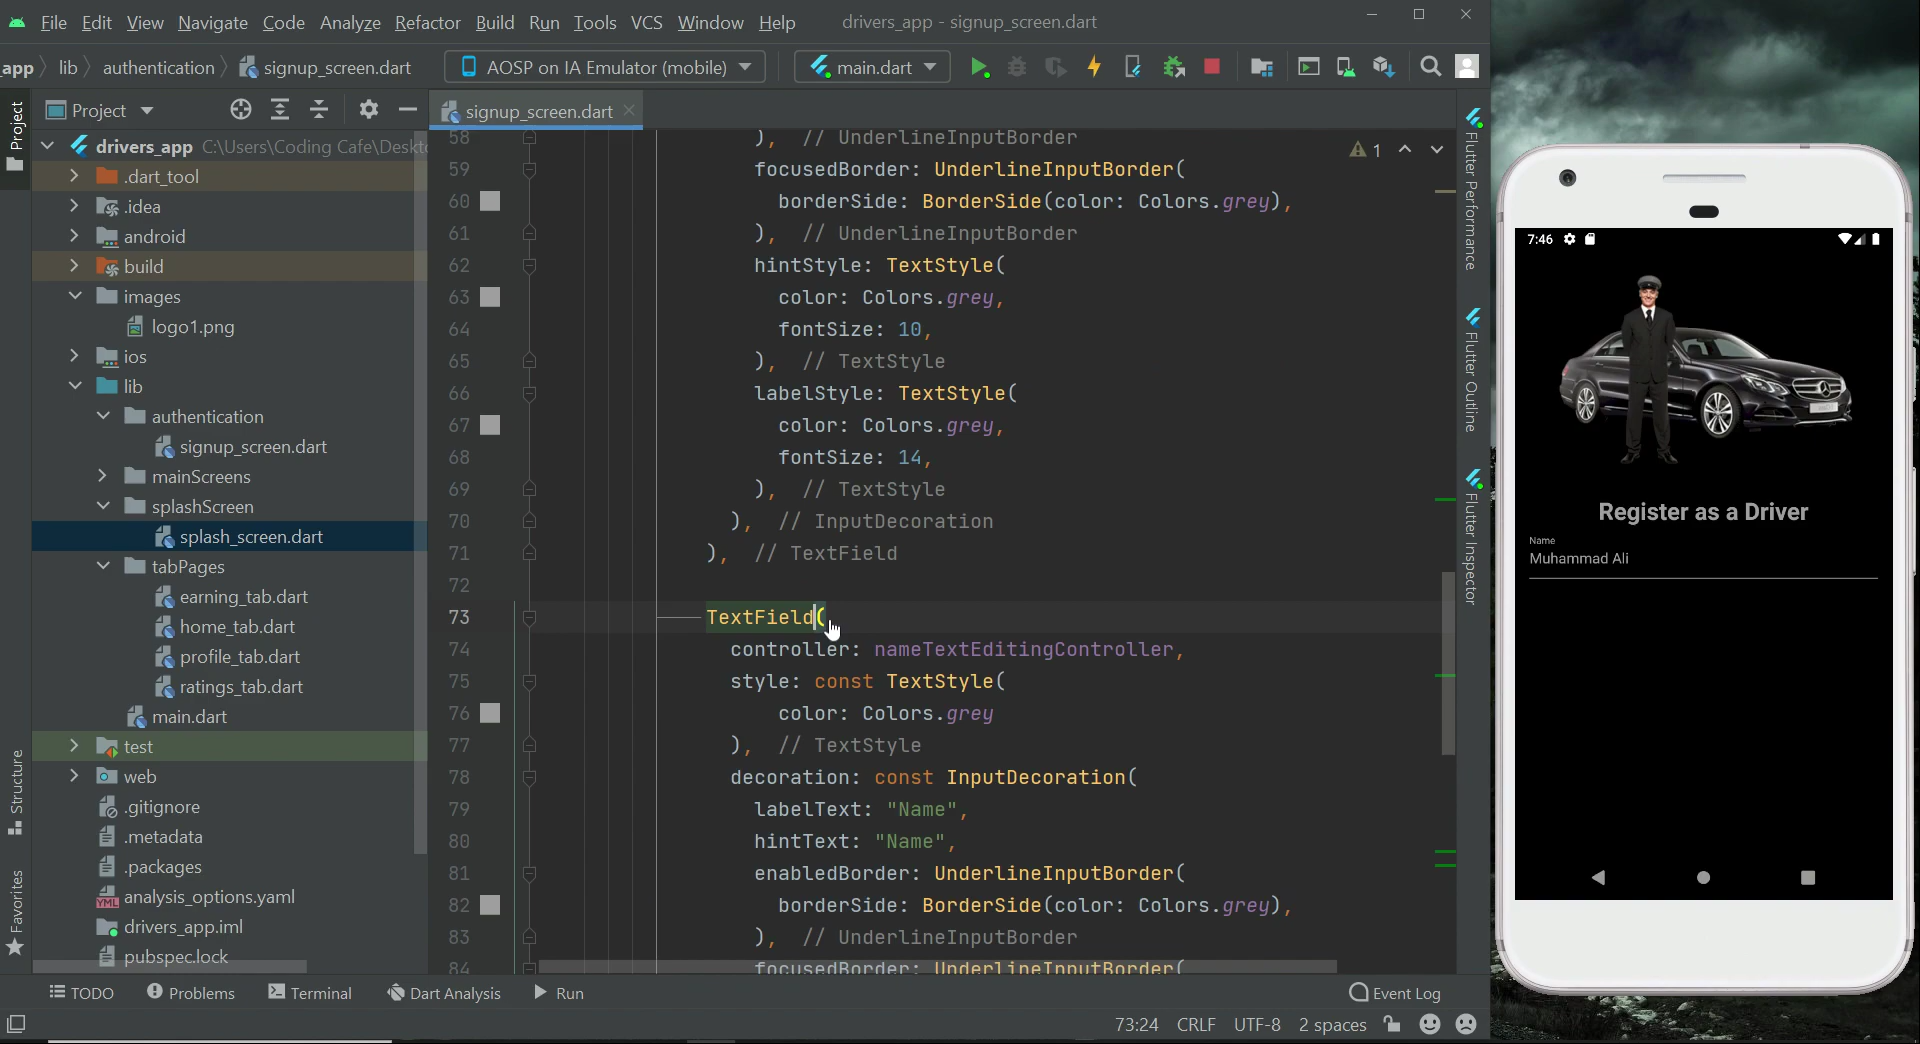 File Edit View Navigate Code Analyze Refactor Build Run Tools VCS Window Help drivers_app - signup_screen.dart
app lib authentication signup_screen.dart AOSP on IA Emulator (mobile) main.dart
Project
signup_screen.dart
drivers_app C:\Users\Coding Cafe\Deskt
.dart_tool
.idea
android
build
images
logo1.png
ios
lib
authentication
signup_screen.dart
mainScreens
splashScreen
splash_screen.dart
tabPages
earning_tab.dart
home_tab.dart
profile_tab.dart
ratings_tab.dart
main.dart
test
web
.gitignore
.metadata
.packages
analysis_options.yaml
drivers_app.iml
pubspec.lock
Project
Structure
Favorites
58 ), // UnderlineInputBorder
1
59 focusedBorder: UnderlineInputBorder(
60 borderSide: BorderSide(color: Colors.grey),
61 ), // UnderlineInputBorder
62 hintStyle: TextStyle(
63 color: Colors.grey,
64 fontSize: 10,
65 ), // TextStyle
66 labelStyle: TextStyle(
67 color: Colors.grey,
68 fontSize: 14,
69 ), // TextStyle
70 ), // InputDecoration
71 ), // TextField
72
73 TextField(
74 controller: nameTextEditingController,
75 style: const TextStyle(
76 color: Colors.grey
77 ), // TextStyle
78 decoration: const InputDecoration(
79 labelText: "Name",
80 hintText: "Name",
81 enabledBorder: UnderlineInputBorder(
82 borderSide: BorderSide(color: Colors.grey),
83 ), // UnderlineInputBorder
84 focusedBorder: UnderlineInputBorder(
Flutter Performance
Flutter Outline
Flutter Inspector
7:46
Register as a Driver
Name
Muhammad Ali
TODO Problems Terminal Dart Analysis Run Event Log
73:24 CRLF UTF-8 2 spaces